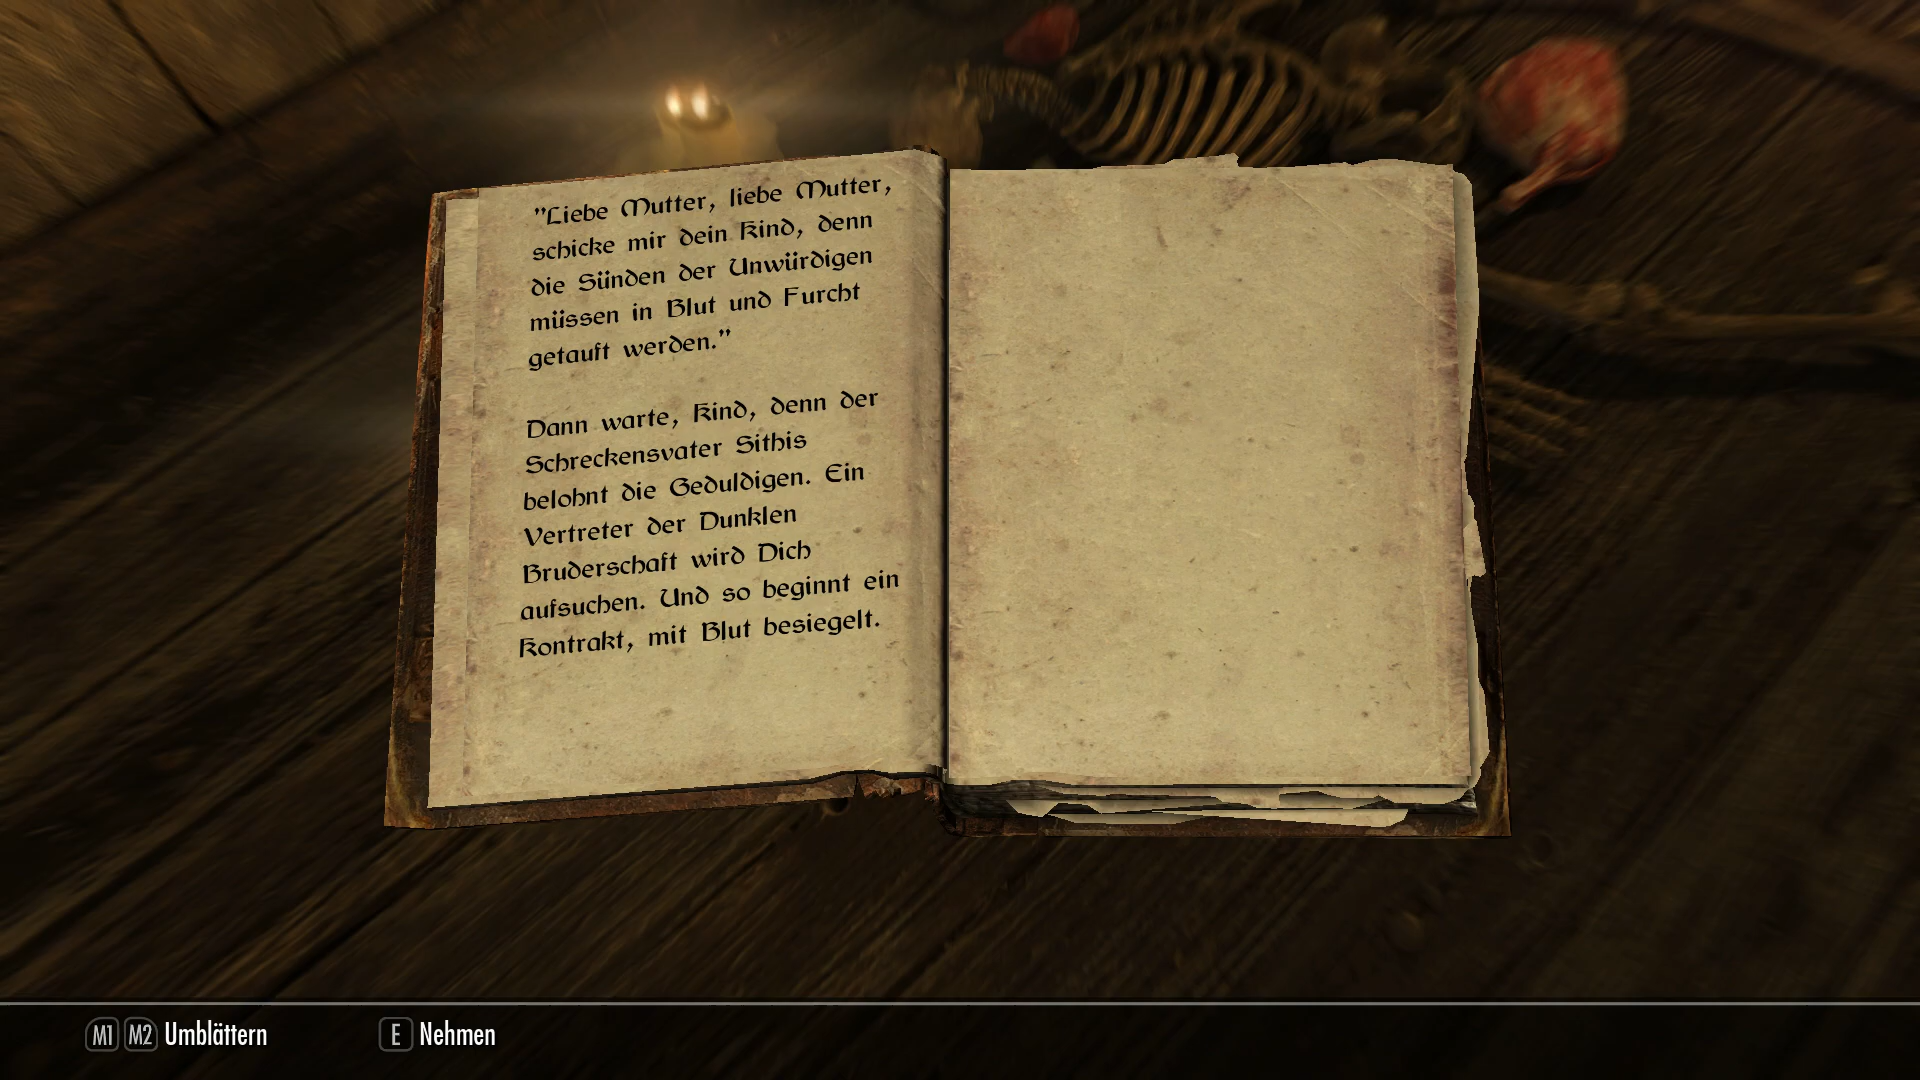 "Liebe Mutter, liebe Mutter,
schicke mir dein Kind, denn
die Sünden der Unwürdigen
müssen in Blut und Furcht
getauft werden."
Dann warte, Kind, denn der
Schreckensvater Sithis
belohnt die Geduldigen. Ein
Vertreter der Dunklen
Bruderschaft wird Dich
aufsuchen. Und so beginnt ein
Kontrakt, mit Blut besiegelt.
M1 M2 Umblättern
E Nehmen